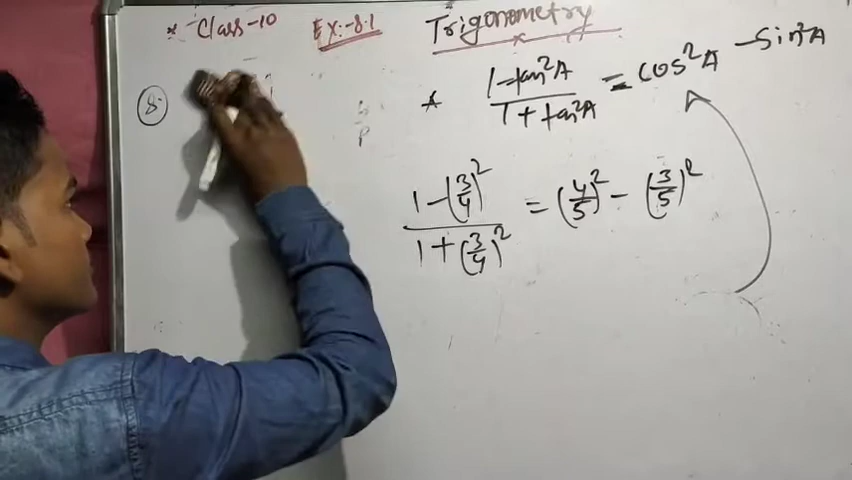 * Class-10 Ex:-8.1 Trigonometry
8. * (1-tan²A)/(1+tan²A) = cos²A -Sin²A
(1-(3/4)²)/(1+(3/4)²) = (4/5)² - (3/5)²